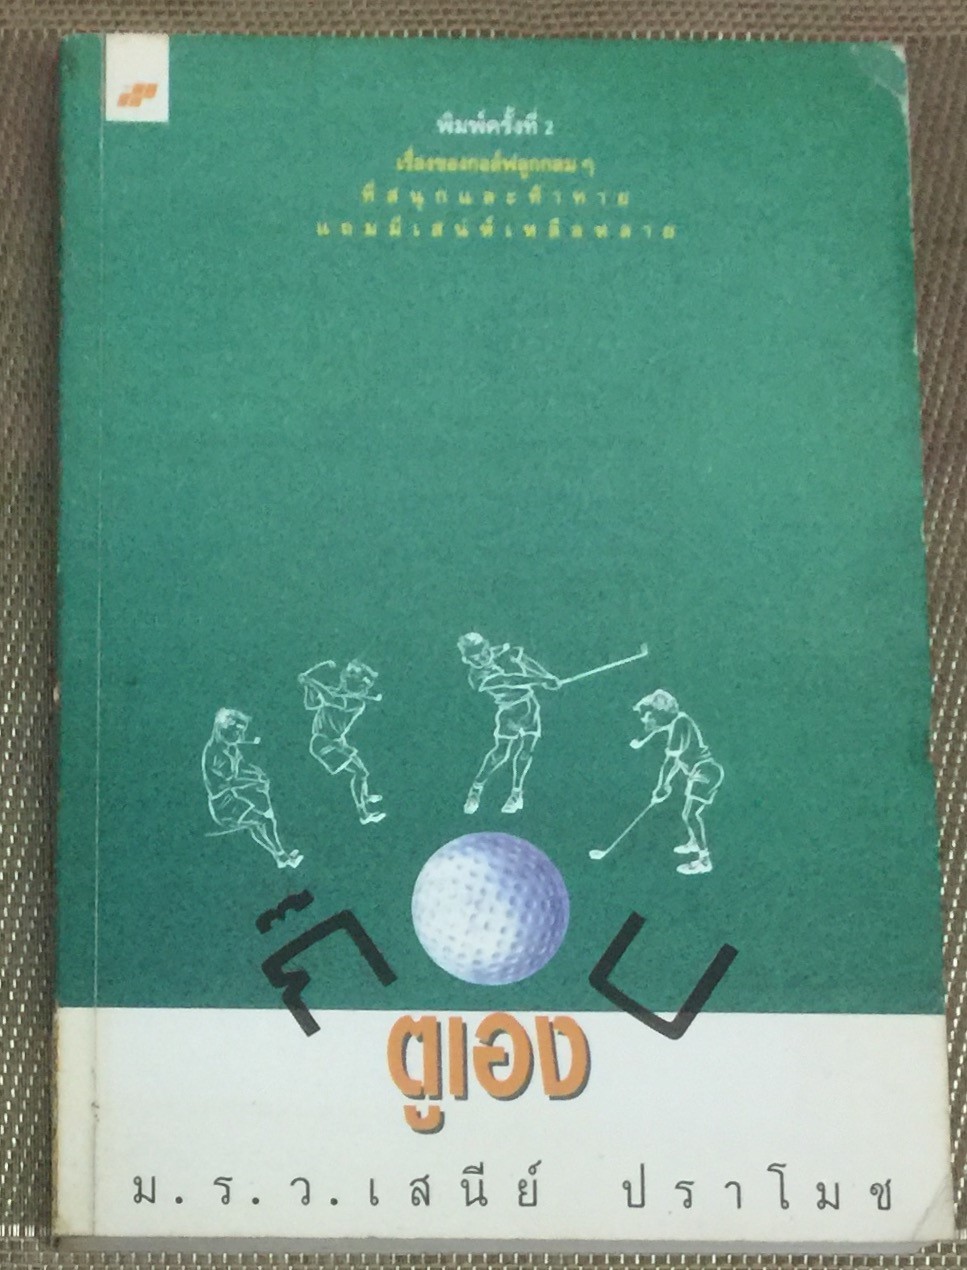 พิมพ์ครั้งที่ 2
เรื่องของกอล์ฟลูกกลม ๆ
ที่สนุกและท้าทาย
แถมมีเสน่ห์เหลือหลาย
ก๊ บ
ตูเอง
ม.ร.ว.เสนีย์ ปราโมช